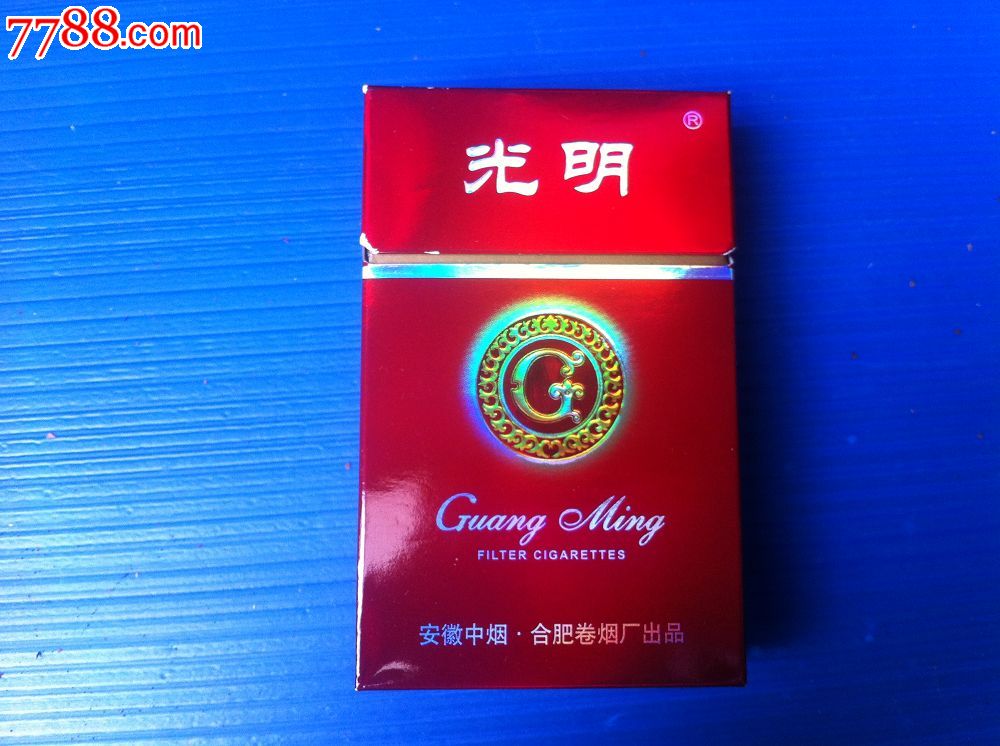 7788.com
®
光明
G
Guang Ming
FILTER CIGARETTES
安徽中烟·合肥卷烟厂出品